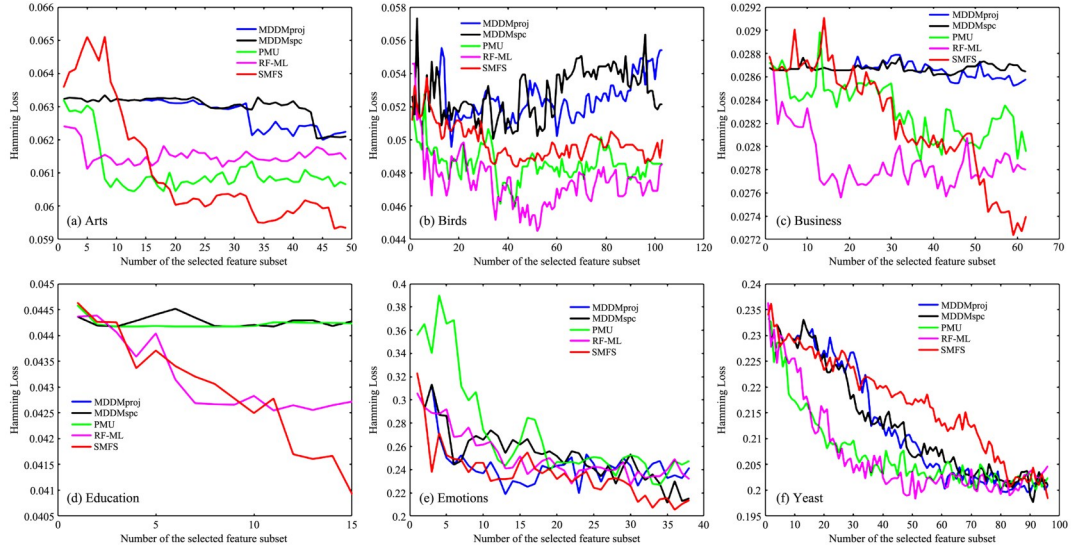 0.066
0.065
0.064
0.063
0.062
0.061
0.06
0.059
Hamming Loss
MDDMproj
MDDMspc
PMU
RF-ML
SMFS
(a) Arts
0 5 10 15 20 25 30 35 40 45 50
Number of the selected feature subset
0.058
0.056
0.054
0.052
0.05
0.048
0.046
0.044
Hamming Loss
MDDMproj
MDDMspc
PMU
RF-ML
SMFS
(b) Birds
0 20 40 60 80 100 120
Number of the selected feature subset
0.0292
0.029
0.0288
0.0286
0.0284
0.0282
0.028
0.0278
0.0276
0.0274
0.0272
Hamming Loss
MDDMproj
MDDMspc
PMU
RF-ML
SMFS
(c) Business
0 10 20 30 40 50 60 70
Number of the selected feature subset
0.045
0.0445
0.044
0.0435
0.043
0.0425
0.042
0.0415
0.041
0.0405
Hamming Loss
MDDMproj
MDDMspc
PMU
RF-ML
SMFS
(d) Education
0 5 10 15
Number of the selected feature subset
0.4
0.38
0.36
0.34
0.32
0.3
0.28
0.26
0.24
0.22
0.2
Hamming Loss
MDDMproj
MDDMspc
PMU
RF-ML
SMFS
(e) Emotions
0 5 10 15 20 25 30 35 40
Number of the selected feature subset
0.24
0.235
0.23
0.225
0.22
0.215
0.21
0.205
0.2
0.195
Hamming Loss
MDDMproj
MDDMspc
PMU
RF-ML
SMFS
(f) Yeast
0 10 20 30 40 50 60 70 80 90 100
Number of the selected feature subset